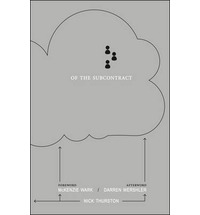 OF THE SUBCONTRACT
FOREWORD AFTERWORD
McKENZIE WARK / DARREN WERSHLER
NICK THURSTON